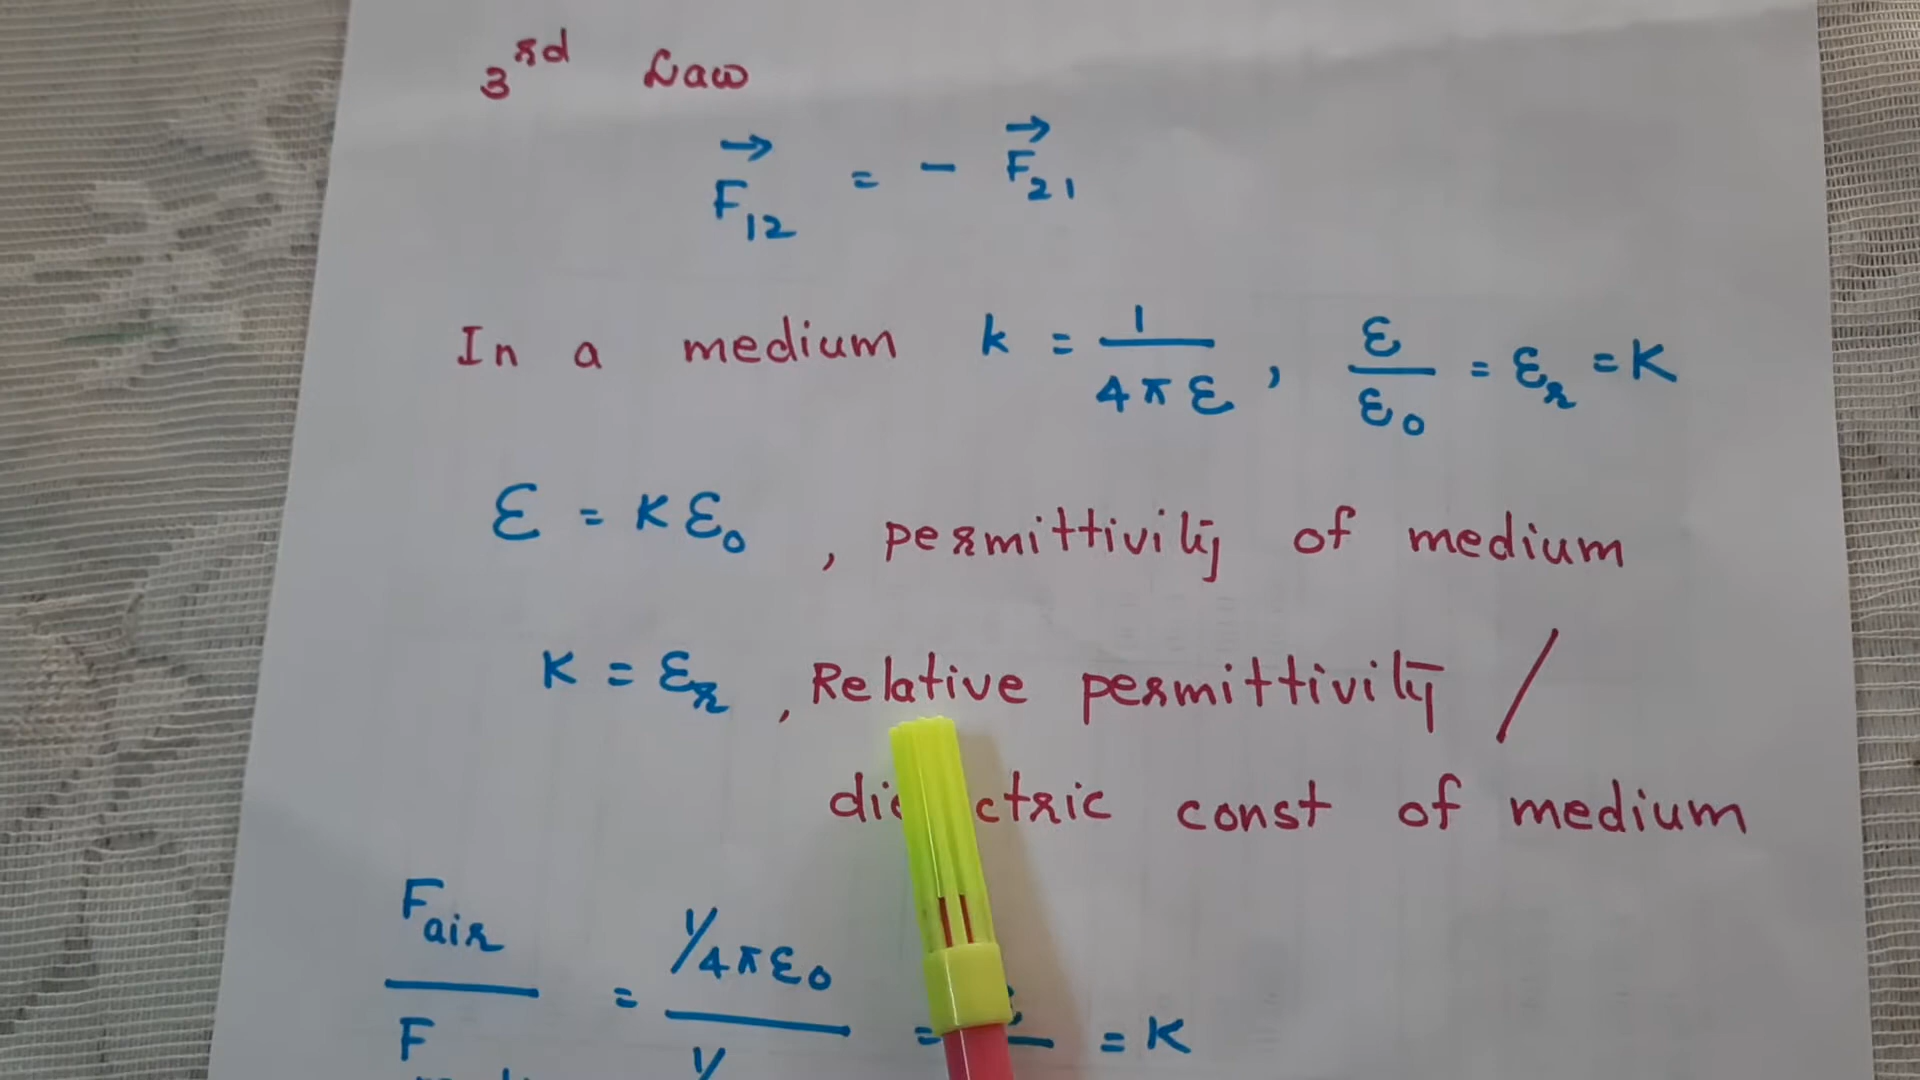 3rd Law
F₁₂ = - F₂₁
In a medium k = 1/4πε, ε/ε₀ = εr = K
ε = Kε₀, permittivity of medium
K = εr, Relative permittivity /
const of medium
Fair/F = 1/4πε₀ / 1/ = K